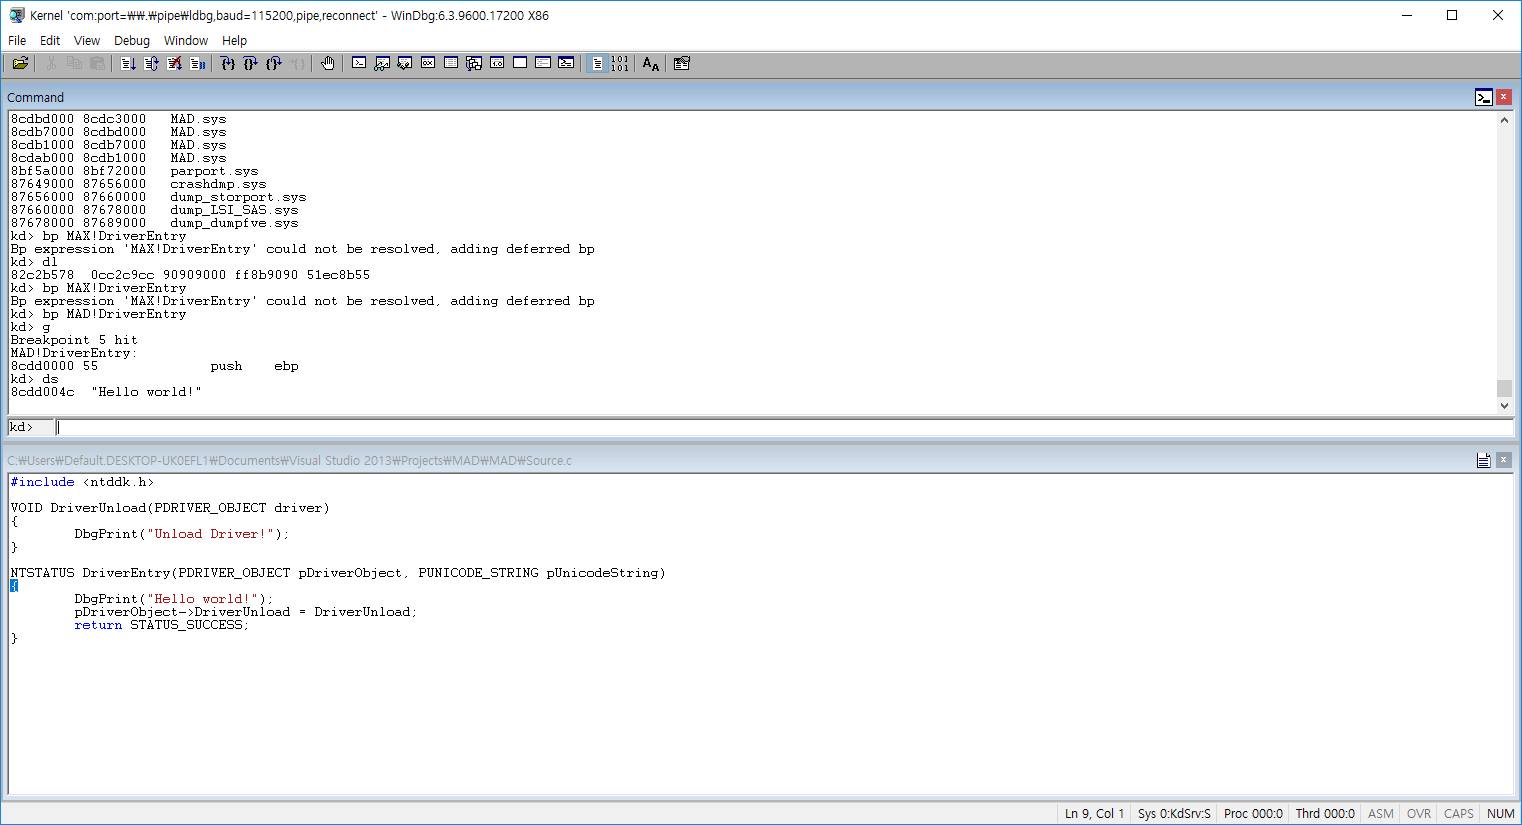 Kernel 'com:port=₩₩.₩pipe₩ldbg,baud=115200,pipe,reconnect' - WinDbg:6.3.9600.17200 X86
File Edit View Debug Window Help
Command
8cdbd000 8cdc3000   MAD.sys
8cdb7000 8cdbd000   MAD.sys
8cdb1000 8cdb7000   MAD.sys
8cdab000 8cdb1000   MAD.sys
8bf5a000 8bf72000   parport.sys
87649000 87656000   crashdmp.sys
87656000 87660000   dump_storport.sys
87660000 87678000   dump_LSI_SAS.sys
87678000 87689000   dump_dumpfve.sys
kd> bp MAX!DriverEntry
Bp expression 'MAX!DriverEntry' could not be resolved, adding deferred bp
kd> dl
82c2b578  0cc2c9cc 90909000 ff8b9090 51ec8b55
kd> bp MAX!DriverEntry
Bp expression 'MAX!DriverEntry' could not be resolved, adding deferred bp
kd> bp MAD!DriverEntry
kd> g
Breakpoint 5 hit
MAD!DriverEntry:
8cdd0000 55              push    ebp
kd> ds
8cdd004c  "Hello world!"
kd>
C:₩Users₩Default.DESKTOP-UK0EFL1₩Documents₩Visual Studio 2013₩Projects₩MAD₩MAD₩Source.c
#include <ntddk.h>
VOID DriverUnload(PDRIVER_OBJECT driver)
{
        DbgPrint("Unload Driver!");
}
NTSTATUS DriverEntry(PDRIVER_OBJECT pDriverObject, PUNICODE_STRING pUnicodeString)
{
        DbgPrint("Hello world!");
        pDriverObject->DriverUnload = DriverUnload;
        return STATUS_SUCCESS;
}
Ln 9, Col 1 Sys 0:KdSrv:S Proc 000:0 Thrd 000:0 ASM OVR CAPS NUM